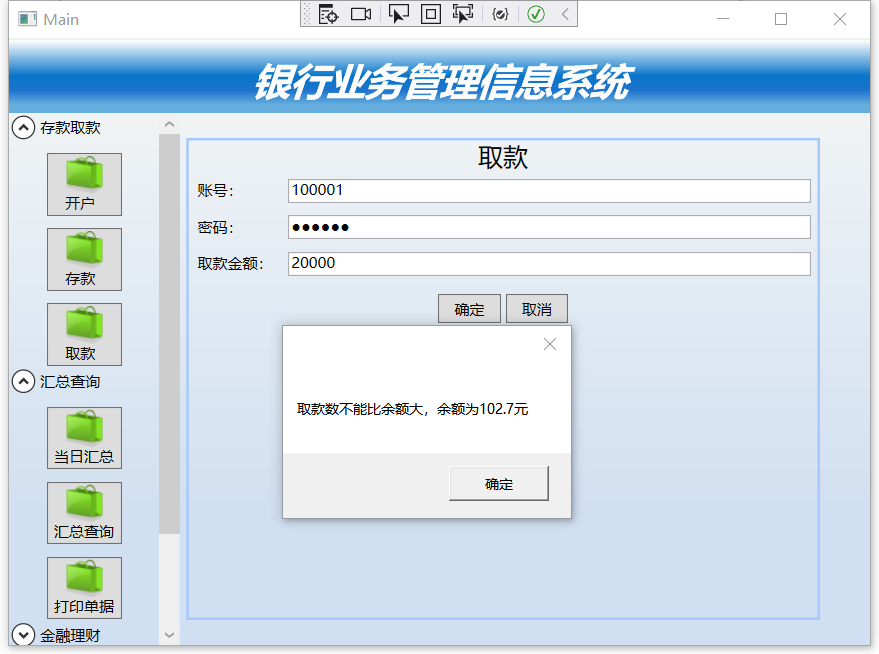 Main
银行业务管理信息系统
存款取款
开户
存款
取款
汇总查询
当日汇总
汇总查询
打印单据
金融理财
取款
账号： 100001
密码： ●●●●●●
取款金额： 20000
确定 取消
取款数不能比余额大，余额为102.7元
确定